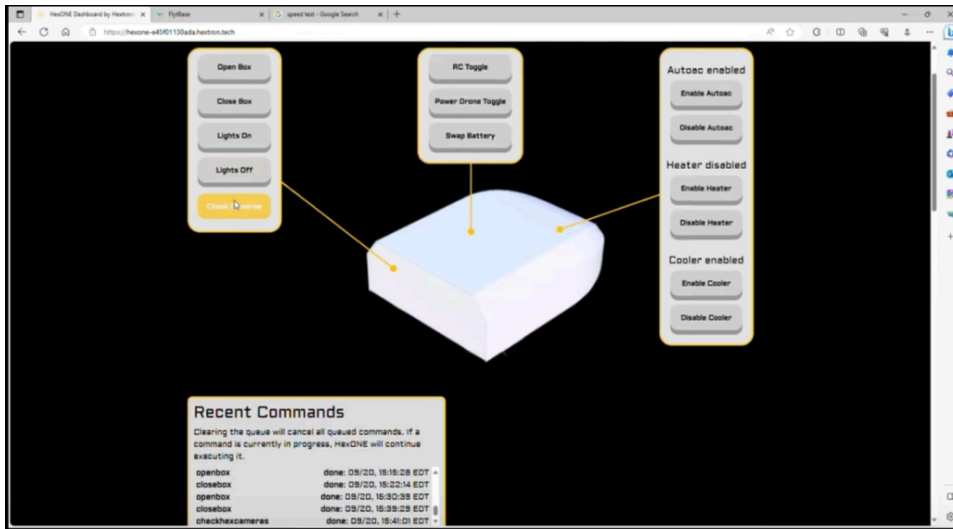 HexONE Dashboard by Hextron
FlytBase
speed test - Google Search
https://hexone-e45f01130ada.hextron.tech
Open Box
Close Box
Lights On
Lights Off
RC Toggle
Power Drone Toggle
Swap Battery
Autoac enabled
Enable Autoac
Disable Autoac
Heater disabled
Enable Heater
Disable Heater
Cooler enabled
Enable Cooler
Disable Cooler
Recent Commands
Clearing the queue will cancel all queued commands. If a
command is currently in progress, HexONE will continue
executing it.
openbox done: 09/20, 15:15:28 EDT
closebox done: 09/20, 15:22:14 EDT
openbox done: 09/20, 15:30:39 EDT
closebox done: 09/20, 15:39:29 EDT
checkhexcameras done: 09/20, 15:41:01 EDT